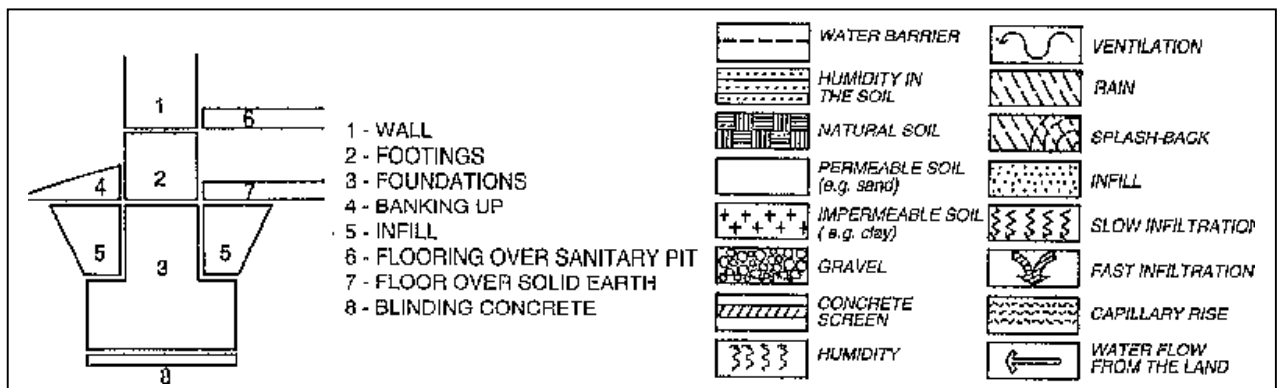 1
6
2
4
7
5
5
3
8
1 - WALL
2 - FOOTINGS
3 - FOUNDATIONS
4 - BANKING UP
5 - INFILL
6 - FLOORING OVER SANITARY PIT
7 - FLOOR OVER SOLID EARTH
8 - BLINDING CONCRETE
WATER BARRIER
HUMIDITY IN
THE SOIL
NATURAL SOIL
PERMEABLE SOIL
(e.g. sand)
IMPERMEABLE SOIL
(e.g. clay)
GRAVEL
CONCRETE
SCREEN
HUMIDITY
VENTILATION
RAIN
SPLASH-BACK
INFILL
SLOW INFILTRATION
FAST INFILTRATION
CAPILLARY RISE
WATER FLOW
FROM THE LAND